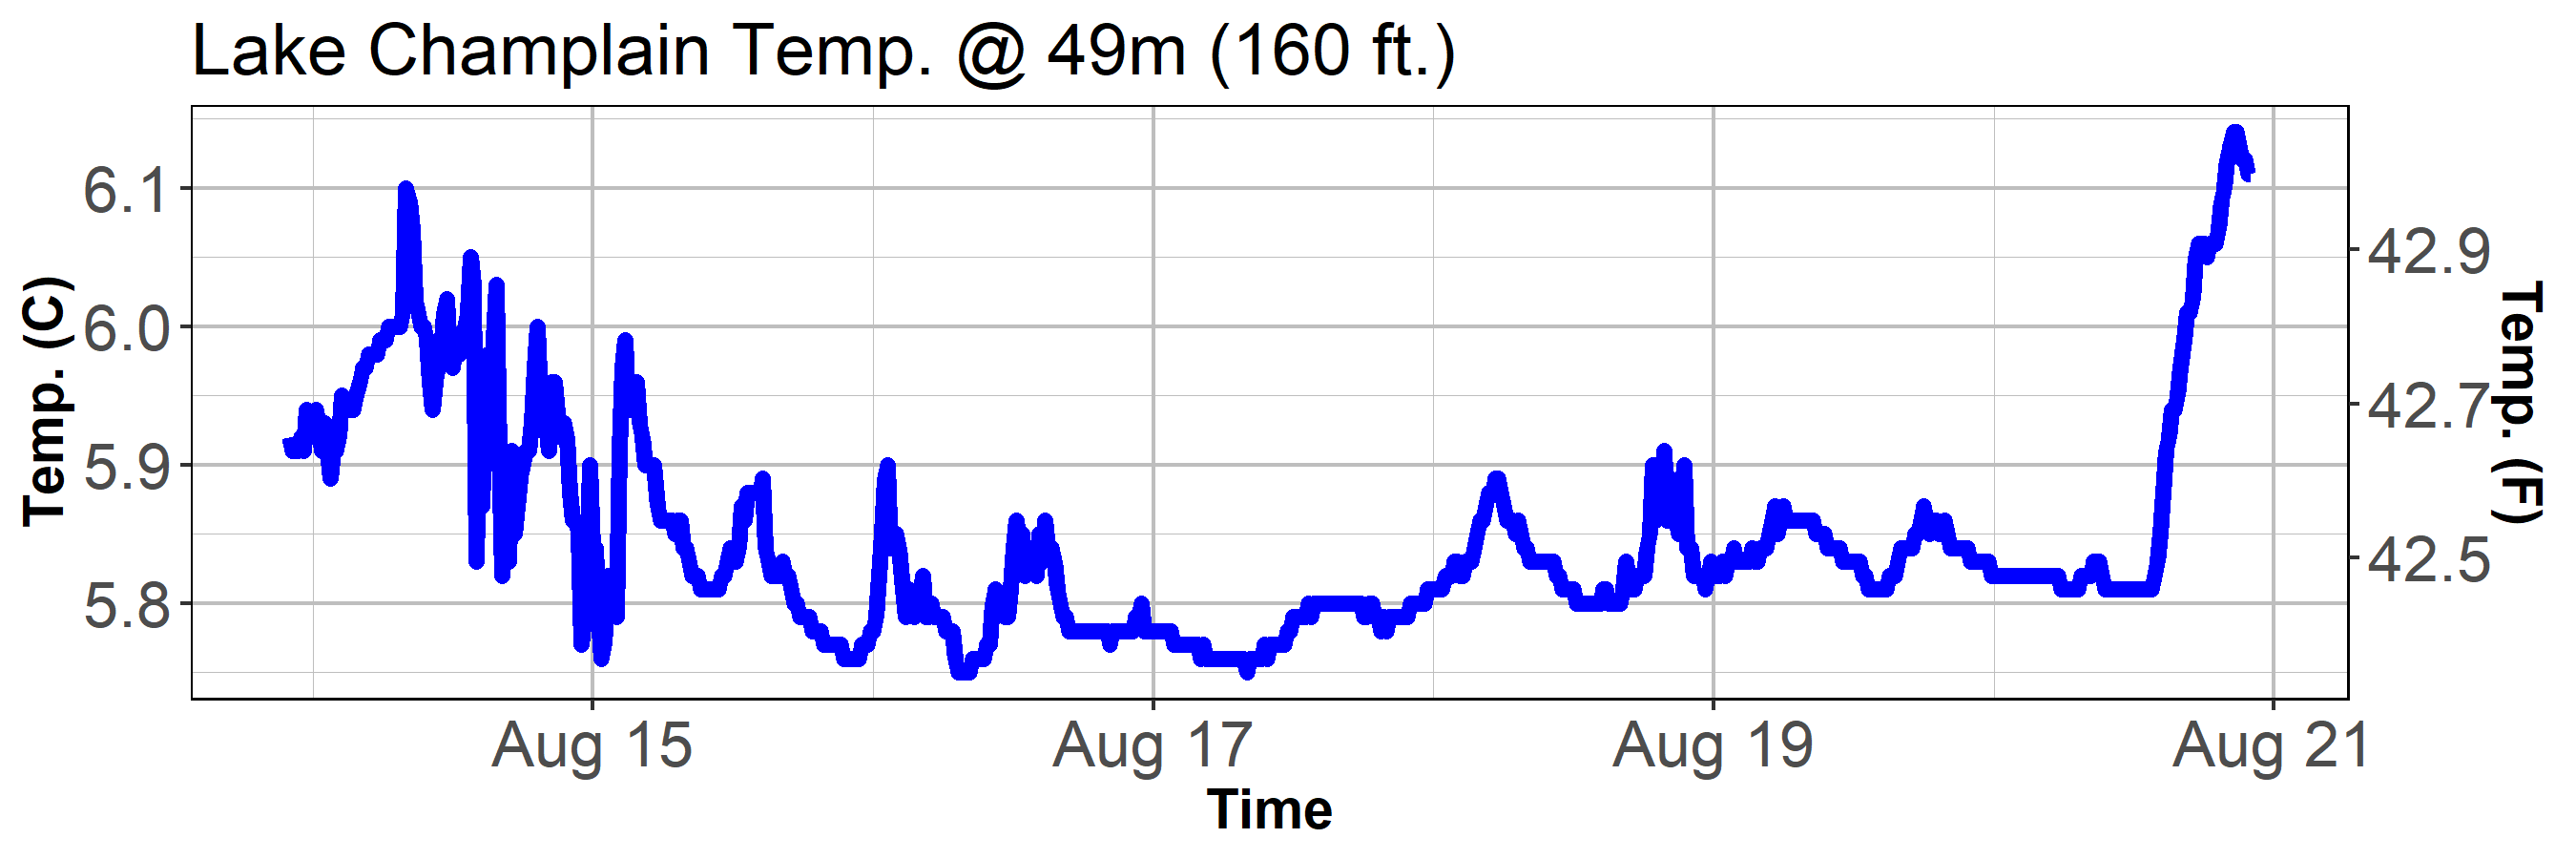 Lake Champlain Temp. @ 49m (160 ft.)
Temp. (C)
6.1
6.0
5.9
5.8
42.9
42.7
42.5
Temp. (F)
Aug 15
Aug 17
Aug 19
Aug 21
Time